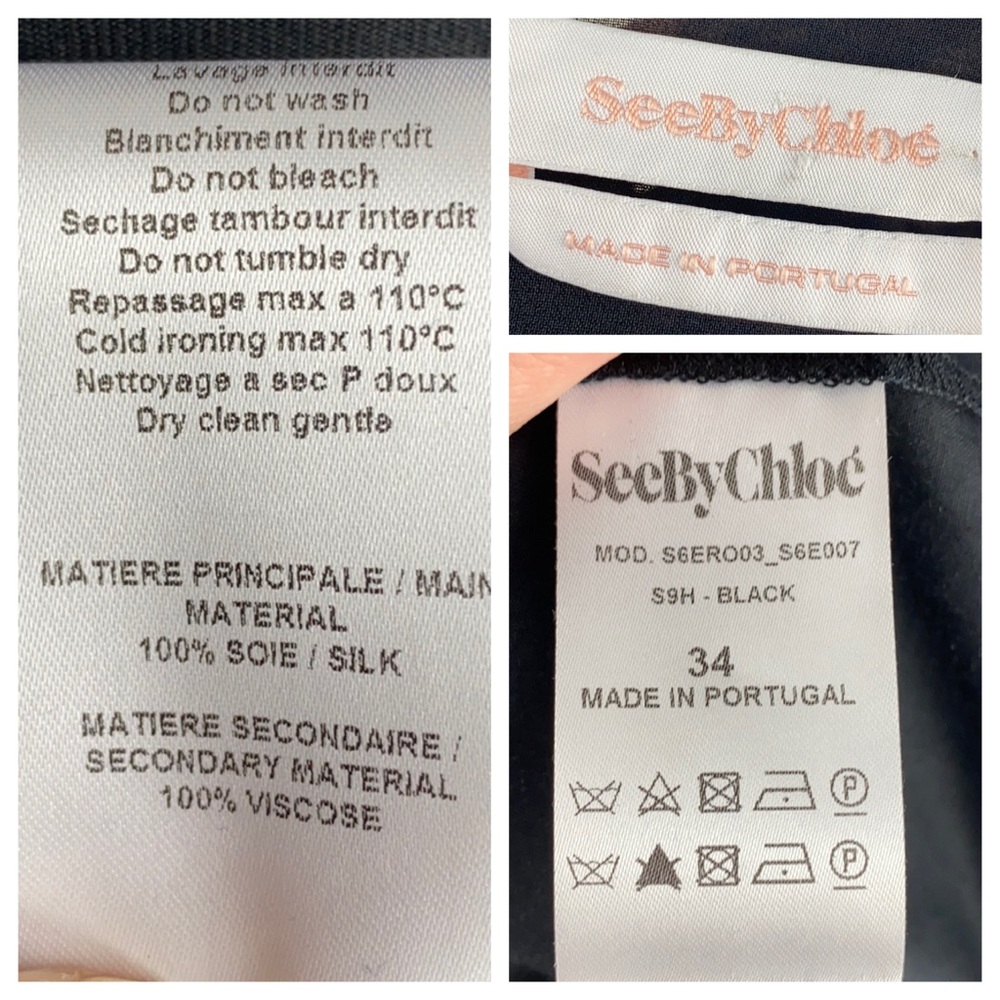 Lavage interdit
Do not wash
Blanchiment interdit
Do not bleach
Sechage tambour interdit
Do not tumble dry
Repassage max a 110°C
Cold ironing max 110°C
Nettoyage a sec P doux
Dry clean gentle
MATIERE PRINCIPALE / MAIN
MATERIAL
100% SOIE / SILK
MATIERE SECONDAIRE /
SECONDARY MATERIAL
100% VISCOSE
SeeByChloé
MADE IN PORTUGAL
SeeByChloé
MOD. S6ERO03_S6E007
S9H - BLACK
34
MADE IN PORTUGAL
P
P